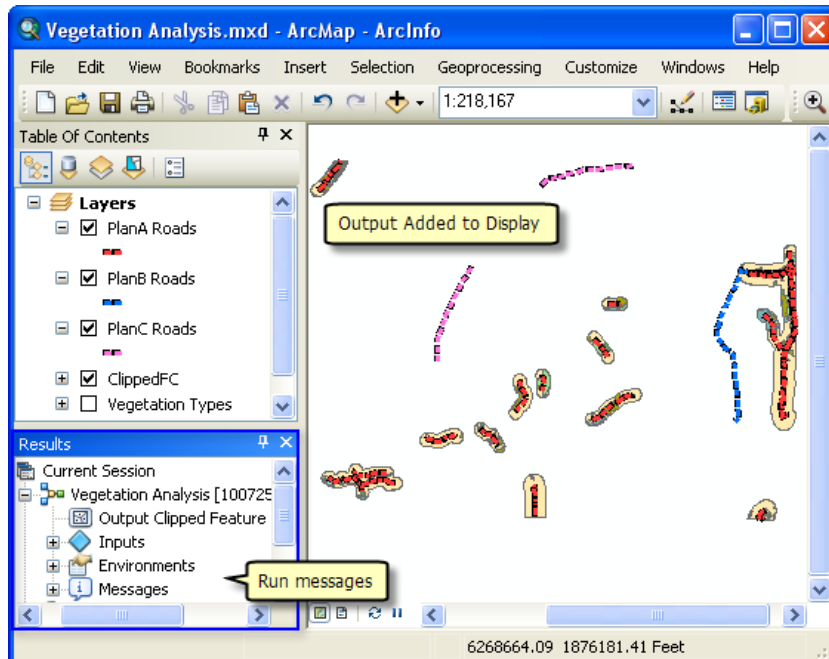 Vegetation Analysis.mxd - ArcMap - ArcInfo
File Edit View Bookmarks Insert Selection Geoprocessing Customize Windows Help
1:218,167
Table Of Contents
Layers
PlanA Roads
PlanB Roads
PlanC Roads
ClippedFC
Vegetation Types
Output Added to Display
Results
Current Session
Vegetation Analysis [100725
Output Clipped Feature
Inputs
Environments
Messages
Run messages
6268664.09 1876181.41 Feet